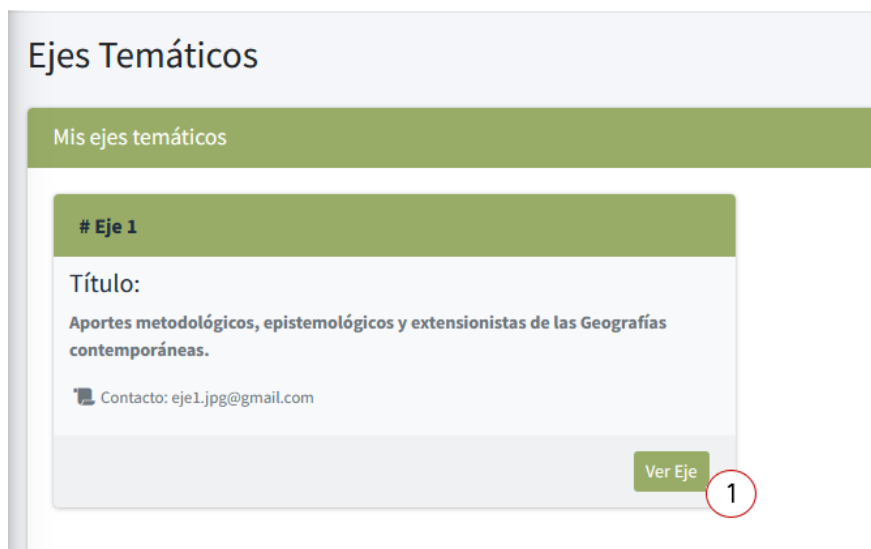 Ejes Temáticos
Mis ejes temáticos
# Eje 1
Título:
Aportes metodológicos, epistemológicos y extensionistas de las Geografías
contemporáneas.
Contacto: eje1.jpg@gmail.com
Ver Eje
1